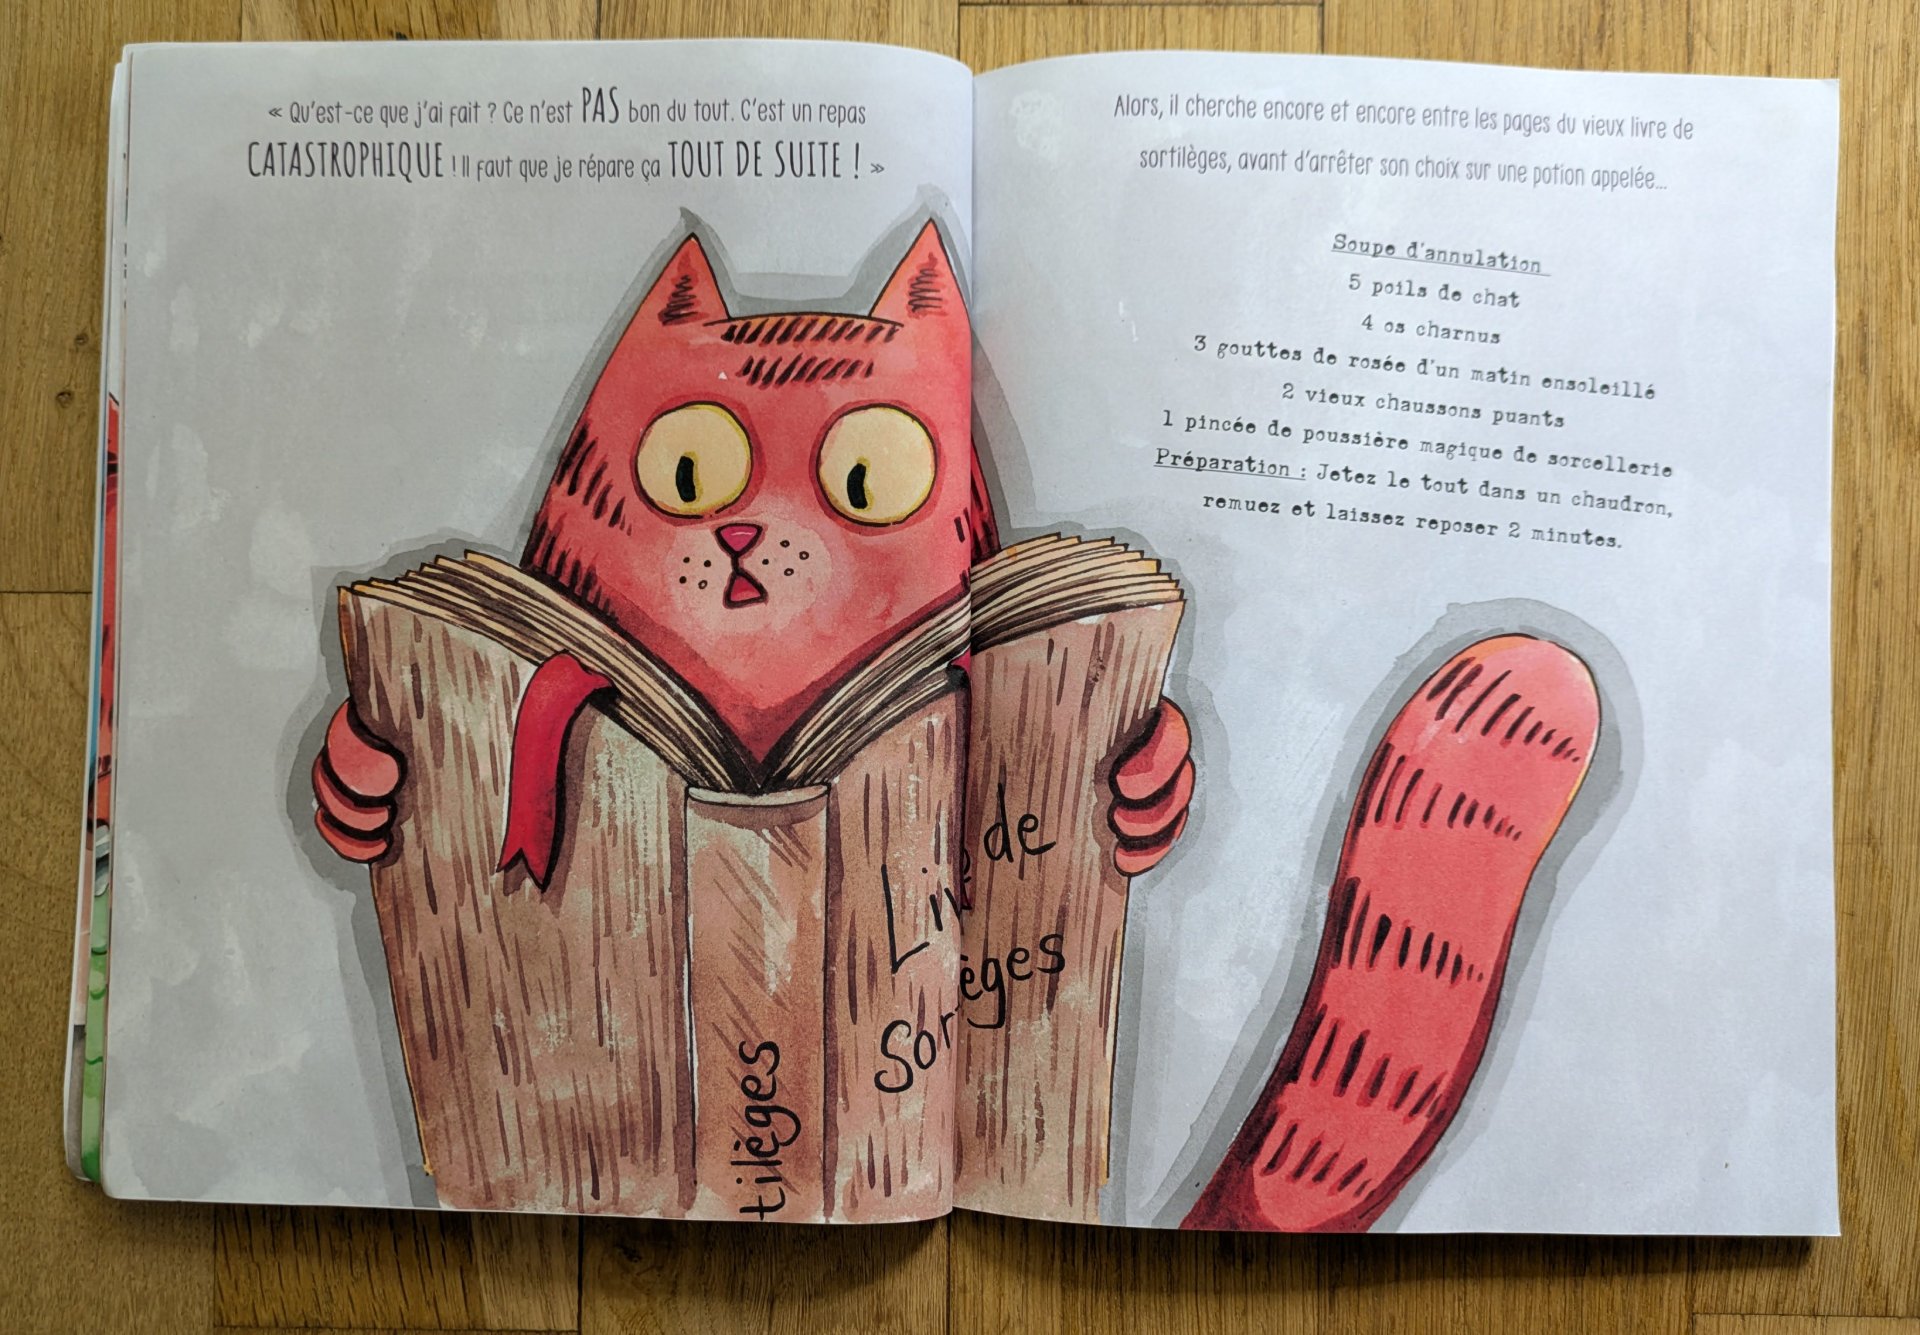 « Qu'est-ce que j'ai fait ? Ce n'est PAS bon du tout. C'est un repas
CATASTROPHIQUE ! Il faut que je répare ça TOUT DE SUITE ! »
Alors, il cherche encore et encore entre les pages du vieux livre de
sortilèges, avant d'arrêter son choix sur une potion appelée...
Soupe d'annulation
5 poils de chat
4 os charnus
3 gouttes de rosée d'un matin ensoleillé
2 vieux chaussons puants
1 pincée de poussière magique de sorcellerie
Préparation : Jetez le tout dans un chaudron,
remuez et laissez reposer 2 minutes.
tilèges
Liv de
Sor èges